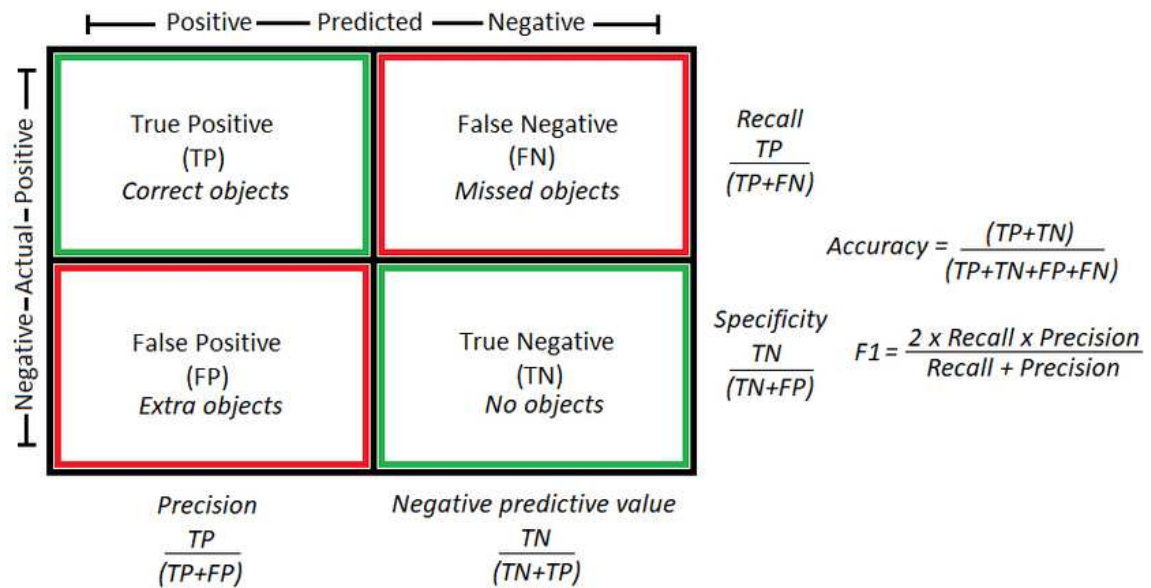 Positive Predicted Negative
Negative Actual Positive
True Positive
(TP)
Correct objects
False Negative
(FN)
Missed objects
Recall
TP
(TP+FN)
False Positive
(FP)
Extra objects
True Negative
(TN)
No objects
Specificity
TN
(TN+FP)
Accuracy = (TP+TN)
(TP+TN+FP+FN)
F1 = 2 x Recall x Precision
Recall + Precision
Precision
TP
(TP+FP)
Negative predictive value
TN
(TN+TP)